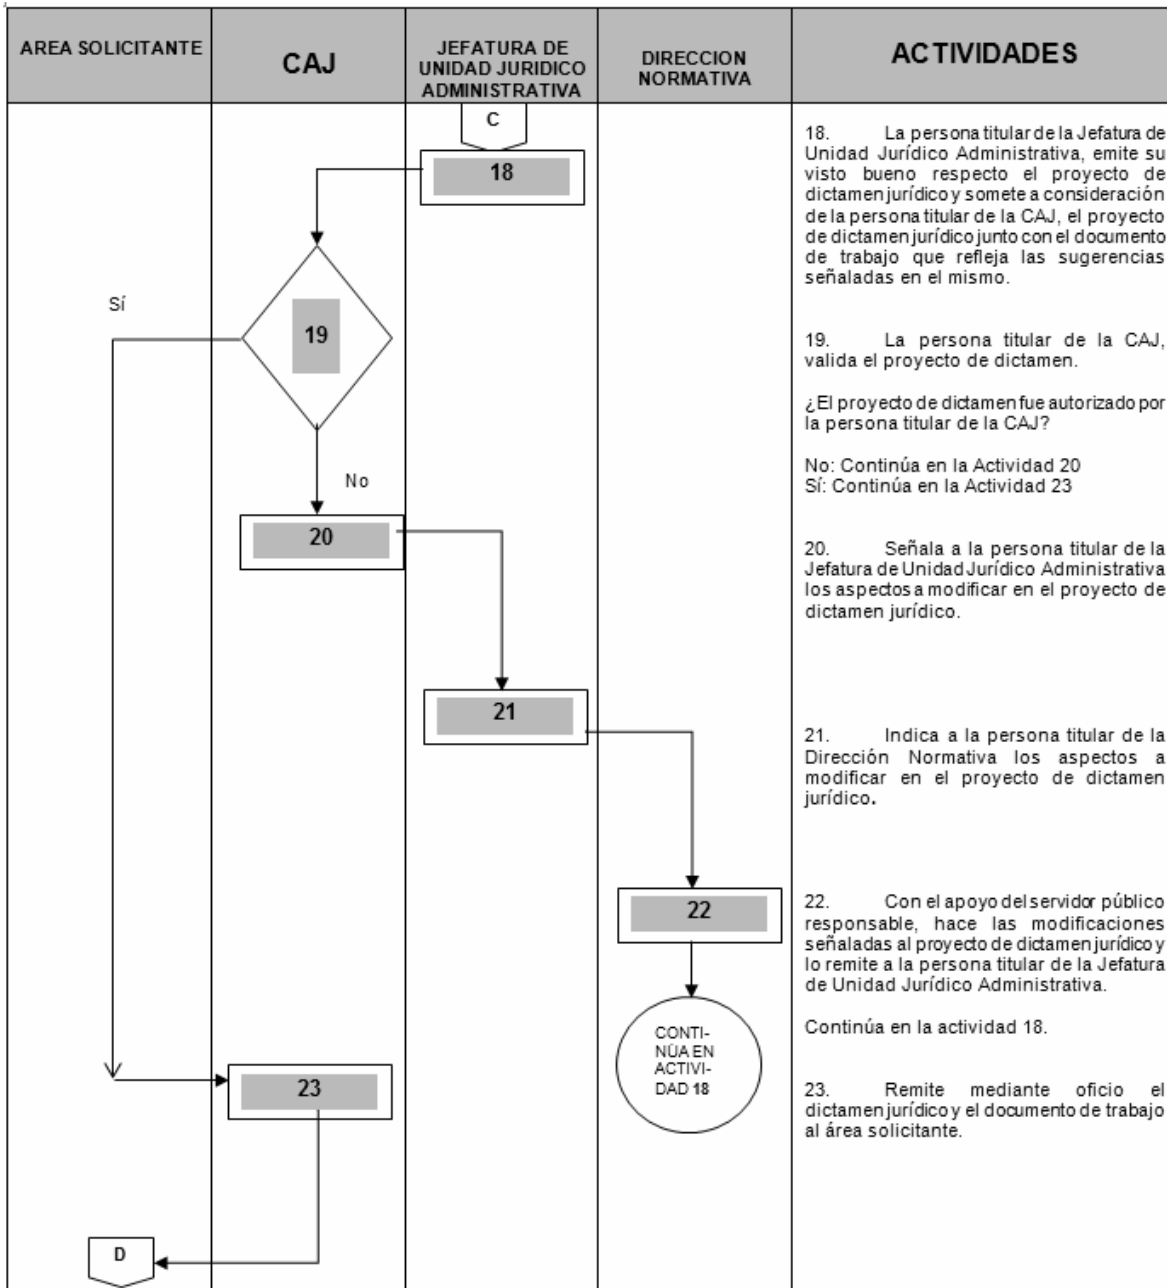 AREA SOLICITANTE
CAJ
JEFATURA DE
UNIDAD JURIDICO
ADMINISTRATIVA
DIRECCION
NORMATIVA
ACTIVIDADES
C
18
Sí
19
No
20
21
22
CONTI-
NÚA EN
ACTIVI-
DAD 18
23
D
18. La persona titular de la Jefatura de
Unidad Jurídico Administrativa, emite su
visto bueno respecto el proyecto de
dictamen jurídico y somete a consideración
de la persona titular de la CAJ, el proyecto
de dictamen jurídico junto con el documento
de trabajo que refleja las sugerencias
señaladas en el mismo.
19. La persona titular de la CAJ,
valida el proyecto de dictamen.
¿El proyecto de dictamen fue autorizado por
la persona titular de la CAJ?
No: Continúa en la Actividad 20
Sí: Continúa en la Actividad 23
20. Señala a la persona titular de la
Jefatura de Unidad Jurídico Administrativa
los aspectos a modificar en el proyecto de
dictamen jurídico.
21. Indica a la persona titular de la
Dirección Normativa los aspectos a
modificar en el proyecto de dictamen
jurídico.
22. Con el apoyo del servidor público
responsable, hace las modificaciones
señaladas al proyecto de dictamen jurídico y
lo remite a la persona titular de la Jefatura
de Unidad Jurídico Administrativa.
Continúa en la actividad 18.
23. Remite mediante oficio el
dictamen jurídico y el documento de trabajo
al área solicitante.